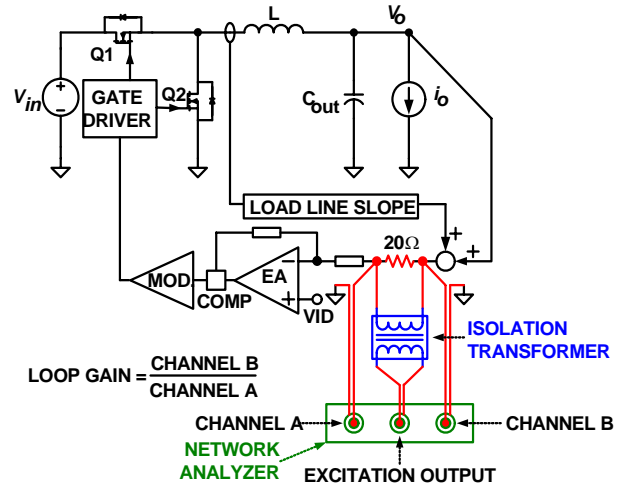 L
Vo
Q1
Vin
Q2
GATE
DRIVER
Cout
io
LOAD LINE SLOPE
+
+
20Ω
−
EA
MOD.
COMP
+
VID
ISOLATION
TRANSFORMER
LOOP GAIN = CHANNEL B
CHANNEL A
CHANNEL A
CHANNEL B
NETWORK
ANALYZER
EXCITATION OUTPUT